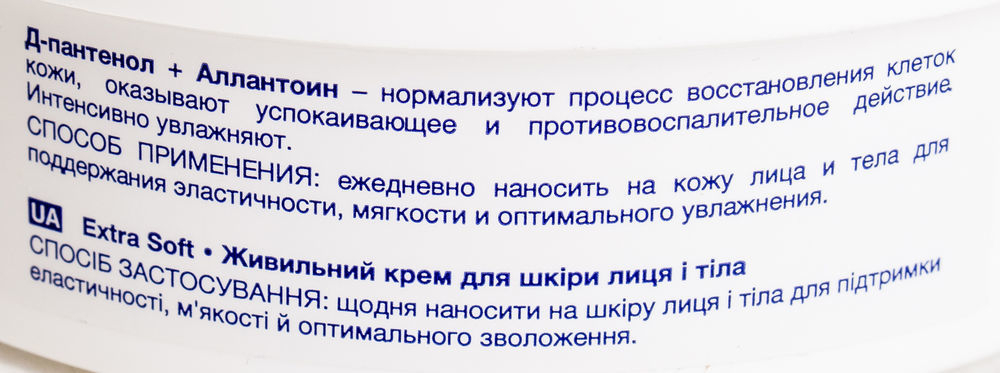 Д-пантенол + Аллантоин – нормализуют процесс восстановления клеток
кожи, оказывают успокаивающее и противовоспалительное действие.
Интенсивно увлажняют.
СПОСОБ ПРИМЕНЕНИЯ: ежедневно наносить на кожу лица и тела для
поддержания эластичности, мягкости и оптимального увлажнения.
UA Extra Soft • Живильний крем для шкіри лиця і тіла
СПОСІБ ЗАСТОСУВАННЯ: щодня наносити на шкіру лиця і тіла для підтримки
еластичності, м'якості й оптимального зволоження.